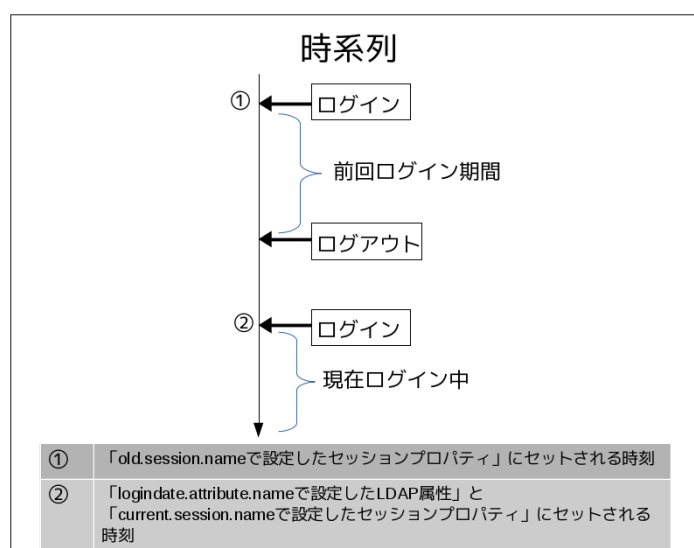 時系列
① ログイン
前回ログイン期間
ログアウト
② ログイン
現在ログイン中
① 「old.session.nameで設定したセッションプロパティ」にセットされる時刻
② 「logindate.attribute.nameで設定したLDAP属性」と
「current.session.nameで設定したセッションプロパティ」にセットされる
時刻